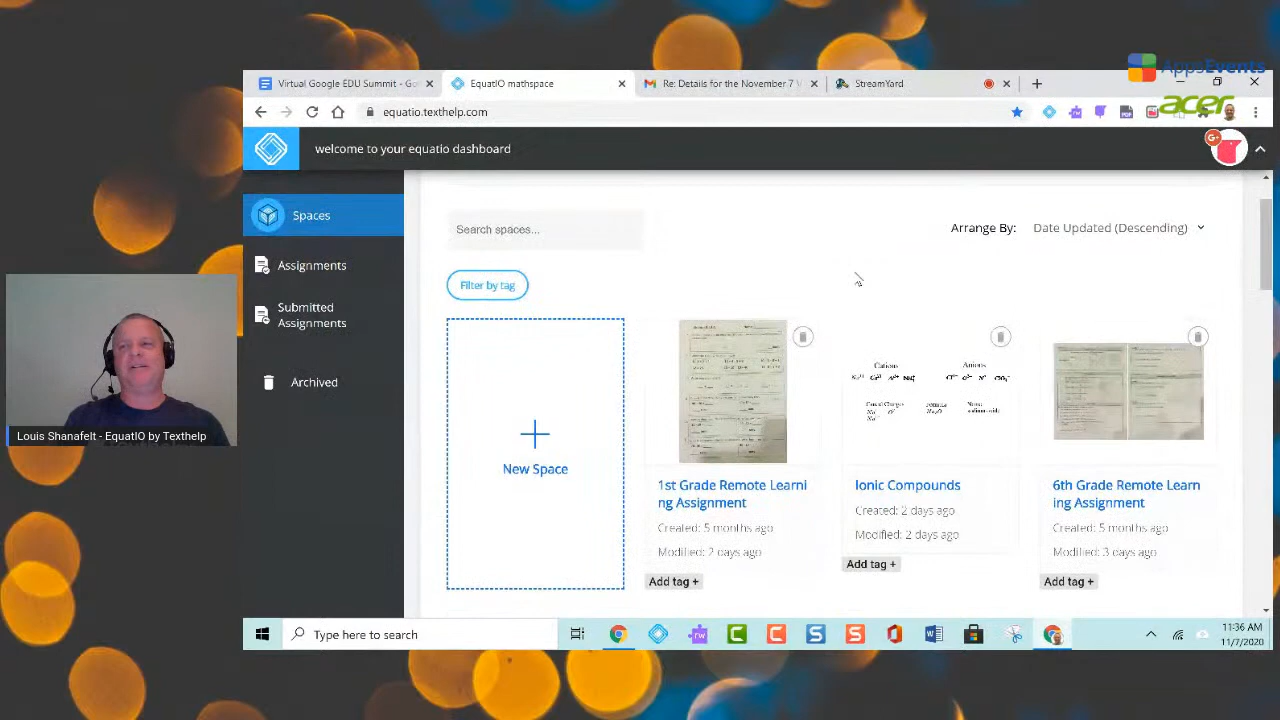 AppsEvents
acer
Virtual Google EDU Summit - Go
EquatIO mathspace
Re: Details for the November 7 V
StreamYard
equatio.texthelp.com
welcome to your equatio dashboard
G+
Spaces
Assignments
Submitted
Assignments
Archived
Search spaces...
Arrange By: Date Updated (Descending)
Filter by tag
New Space
Cations
Anions
1st Grade Remote Learni
ng Assignment
Created: 5 months ago
Modified: 2 days ago
Add tag +
Ionic Compounds
Created: 2 days ago
Modified: 2 days ago
Add tag +
6th Grade Remote Learn
ing Assignment
Created: 5 months ago
Modified: 3 days ago
Add tag +
Louis Shanafelt - EquatIO by Texthelp
Type here to search
11:36 AM
11/7/2020